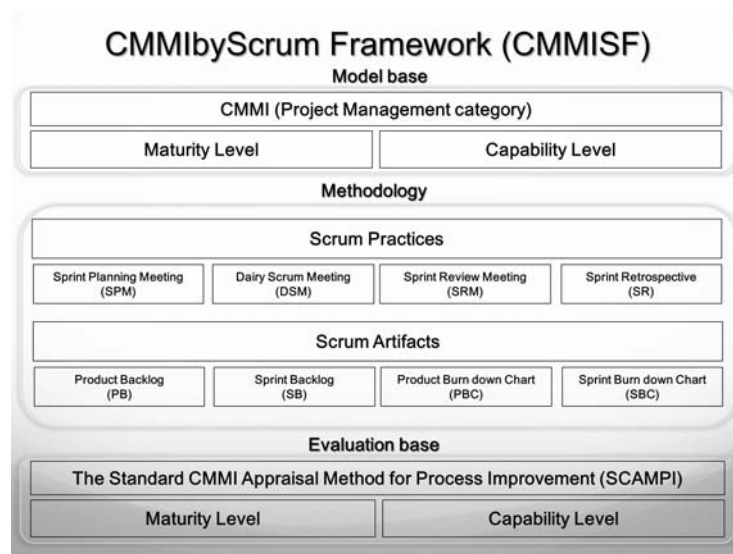 CMMIbyScrum Framework (CMMISF)
Model base
CMMI (Project Management category)
Maturity Level
Capability Level
Methodology
Scrum Practices
Sprint Planning Meeting
(SPM)
Dairy Scrum Meeting
(DSM)
Sprint Review Meeting
(SRM)
Sprint Retrospective
(SR)
Scrum Artifacts
Product Backlog
(PB)
Sprint Backlog
(SB)
Product Burn down Chart
(PBC)
Sprint Burn down Chart
(SBC)
Evaluation base
The Standard CMMI Appraisal Method for Process Improvement (SCAMPI)
Maturity Level
Capability Level